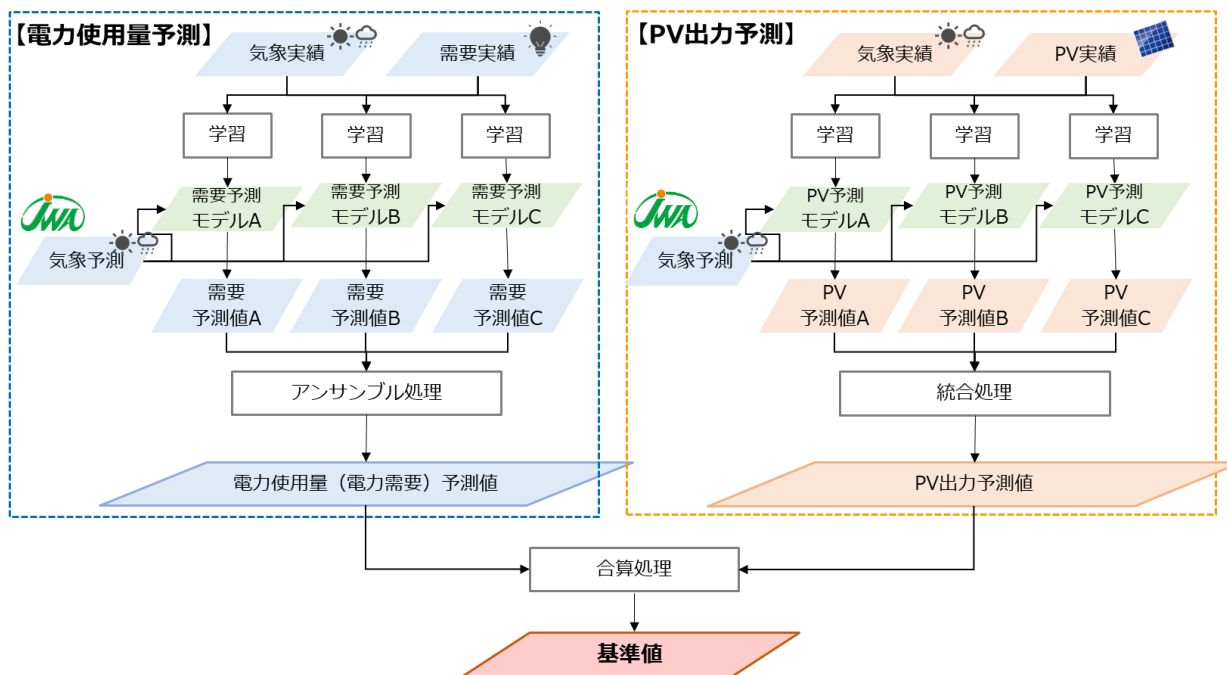 【電力使用量予測】
気象実績
需要実績
学習
学習
学習
JWA
需要予測
モデルA
需要予測
モデルB
需要予測
モデルC
気象予測
需要
予測値A
需要
予測値B
需要
予測値C
アンサンブル処理
電力使用量（電力需要）予測値
【PV出力予測】
気象実績
PV実績
学習
学習
学習
JWA
PV予測
モデルA
PV予測
モデルB
PV予測
モデルC
気象予測
PV
予測値A
PV
予測値B
PV
予測値C
統合処理
PV出力予測値
合算処理
基準値